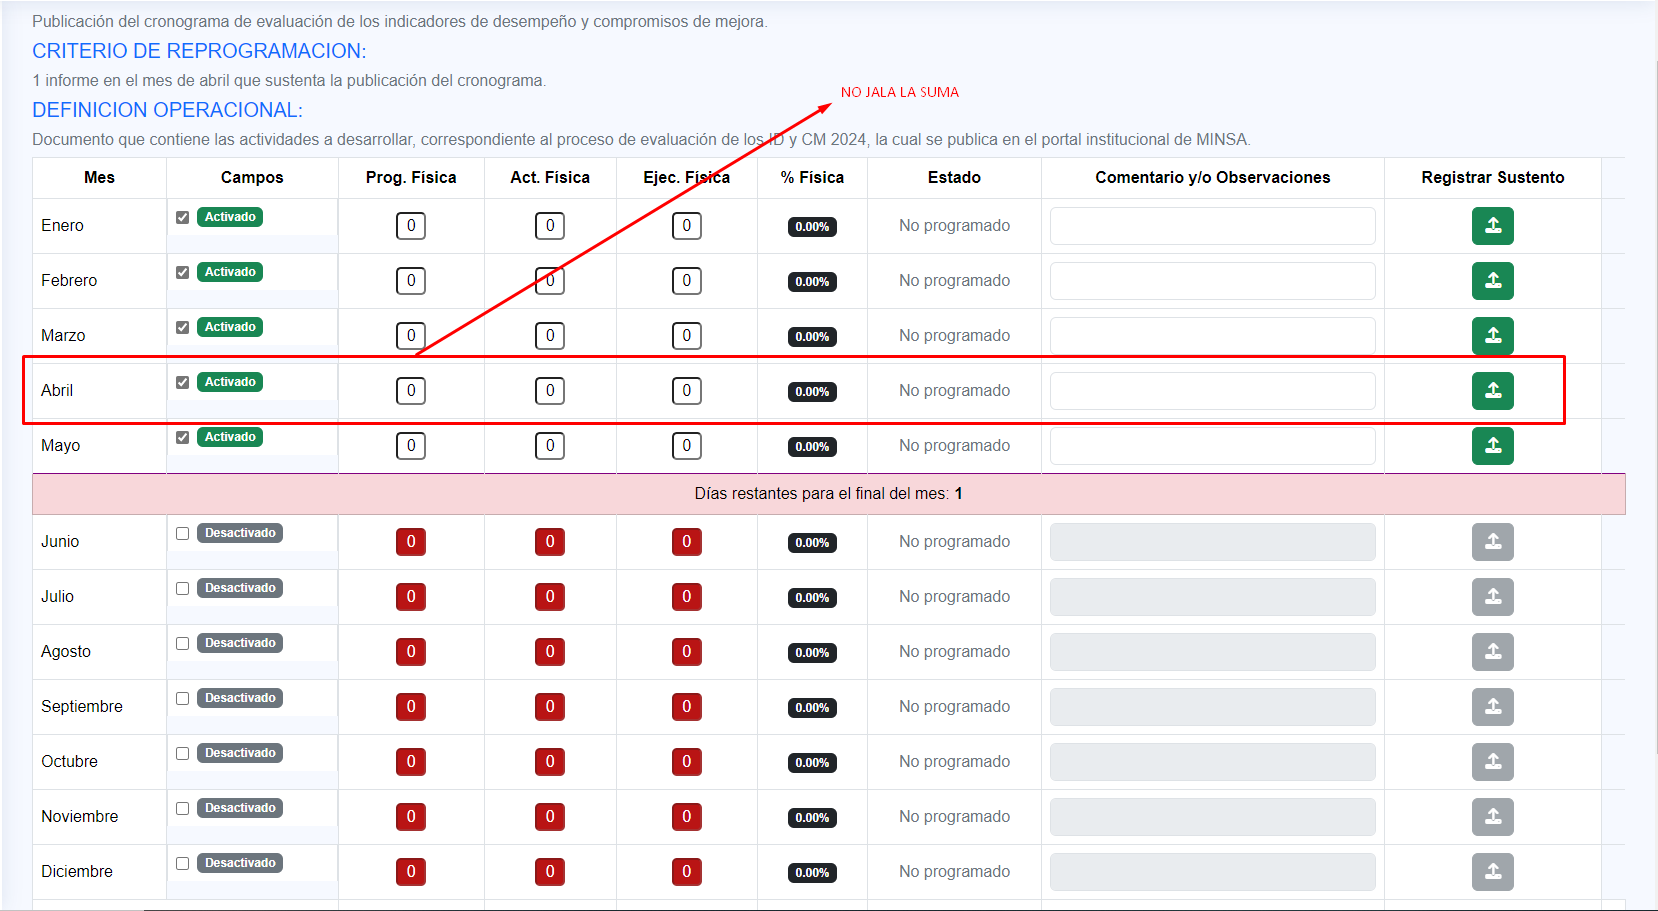 Publicación del cronograma de evaluación de los indicadores de desempeño y compromisos de mejora.
CRITERIO DE REPROGRAMACION:
1 informe en el mes de abril que sustenta la publicación del cronograma.
NO JALA LA SUMA
DEFINICION OPERACIONAL:
Documento que contiene las actividades a desarrollar, correspondiente al proceso de evaluación de los ID y CM 2024, la cual se publica en el portal institucional de MINSA.
Mes Campos Prog. Física Act. Física Ejec. Física % Física Estado Comentario y/o Observaciones Registrar Sustento
Enero Activado 0 0 0 0.00% No programado
Febrero Activado 0 0 0 0.00% No programado
Marzo Activado 0 0 0 0.00% No programado
Abril Activado 0 0 0 0.00% No programado
Mayo Activado 0 0 0 0.00% No programado
Días restantes para el final del mes: 1
Junio Desactivado 0 0 0 0.00% No programado
Julio Desactivado 0 0 0 0.00% No programado
Agosto Desactivado 0 0 0 0.00% No programado
Septiembre Desactivado 0 0 0 0.00% No programado
Octubre Desactivado 0 0 0 0.00% No programado
Noviembre Desactivado 0 0 0 0.00% No programado
Diciembre Desactivado 0 0 0 0.00% No programado